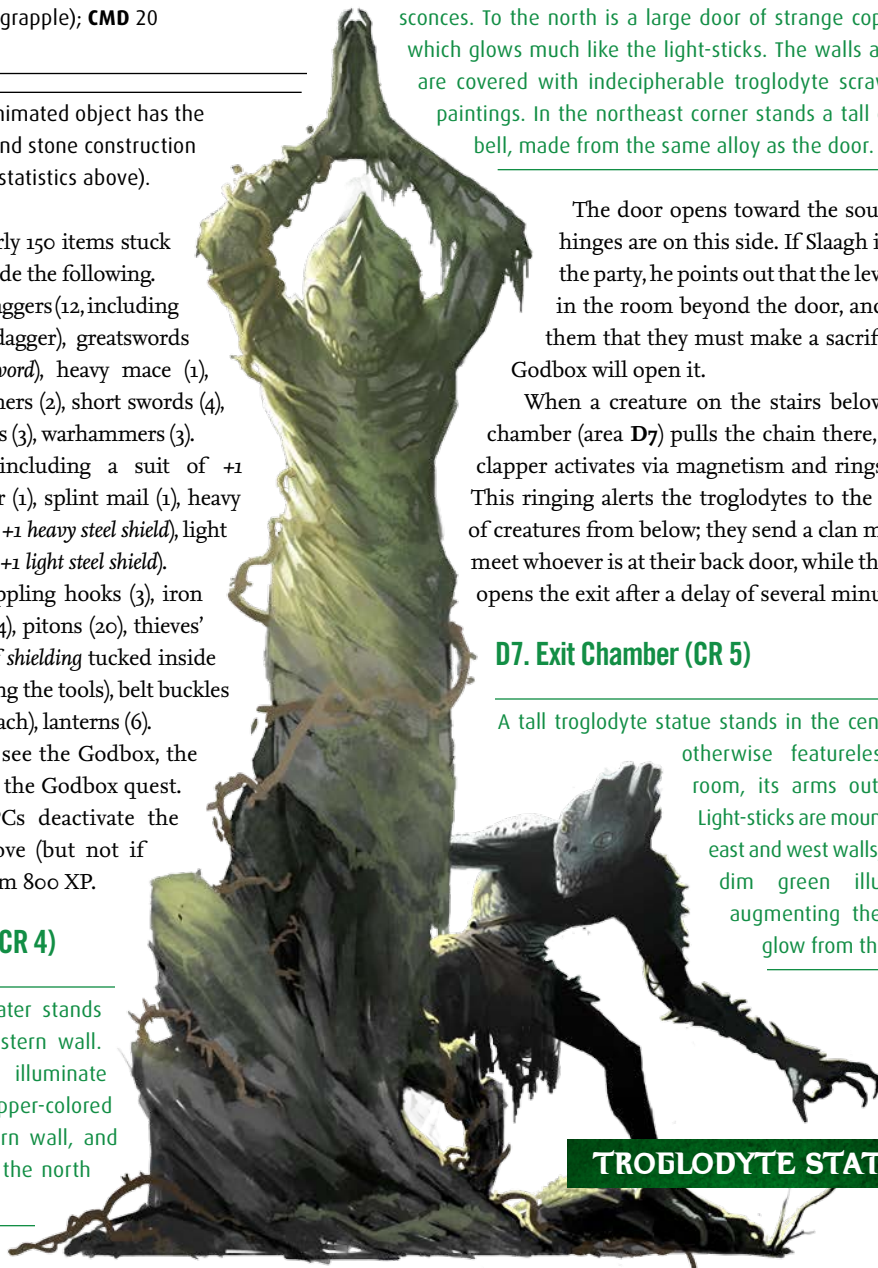 grapple); CMD 20
nimated object has the
nd stone construction
statistics above).
rly 150 items stuck
de the following.
aggers (12, including
dagger), greatswords
word), heavy mace (1),
ners (2), short swords (4),
s (3), warhammers (3).
including a suit of +1
r (1), splint mail (1), heavy
+1 heavy steel shield), light
+1 light steel shield).
ppling hooks (3), iron
4), pitons (20), thieves’
f shielding tucked inside
ng the tools), belt buckles
ach), lanterns (6).
see the Godbox, the
the Godbox quest.
Cs deactivate the
ove (but not if
m 800 XP.
CR 4)
ater stands
stern wall.
illuminate
pper-colored
rn wall, and
the north
sconces. To the north is a large door of strange cop
which glows much like the light-sticks. The walls a
are covered with indecipherable troglodyte scraw
paintings. In the northeast corner stands a tall
bell, made from the same alloy as the door.
The door opens toward the sou
hinges are on this side. If Slaagh i
the party, he points out that the lev
in the room beyond the door, and
them that they must make a sacrif
Godbox will open it.
When a creature on the stairs below
chamber (area D7) pulls the chain there,
clapper activates via magnetism and rings
This ringing alerts the troglodytes to the
of creatures from below; they send a clan m
meet whoever is at their back door, while th
opens the exit after a delay of several minu
D7. Exit Chamber (CR 5)
A tall troglodyte statue stands in the cen
otherwise featureles
room, its arms out
Light-sticks are moun
east and west walls
dim green illu
augmenting the
glow from th
TROGLODYTE STAT